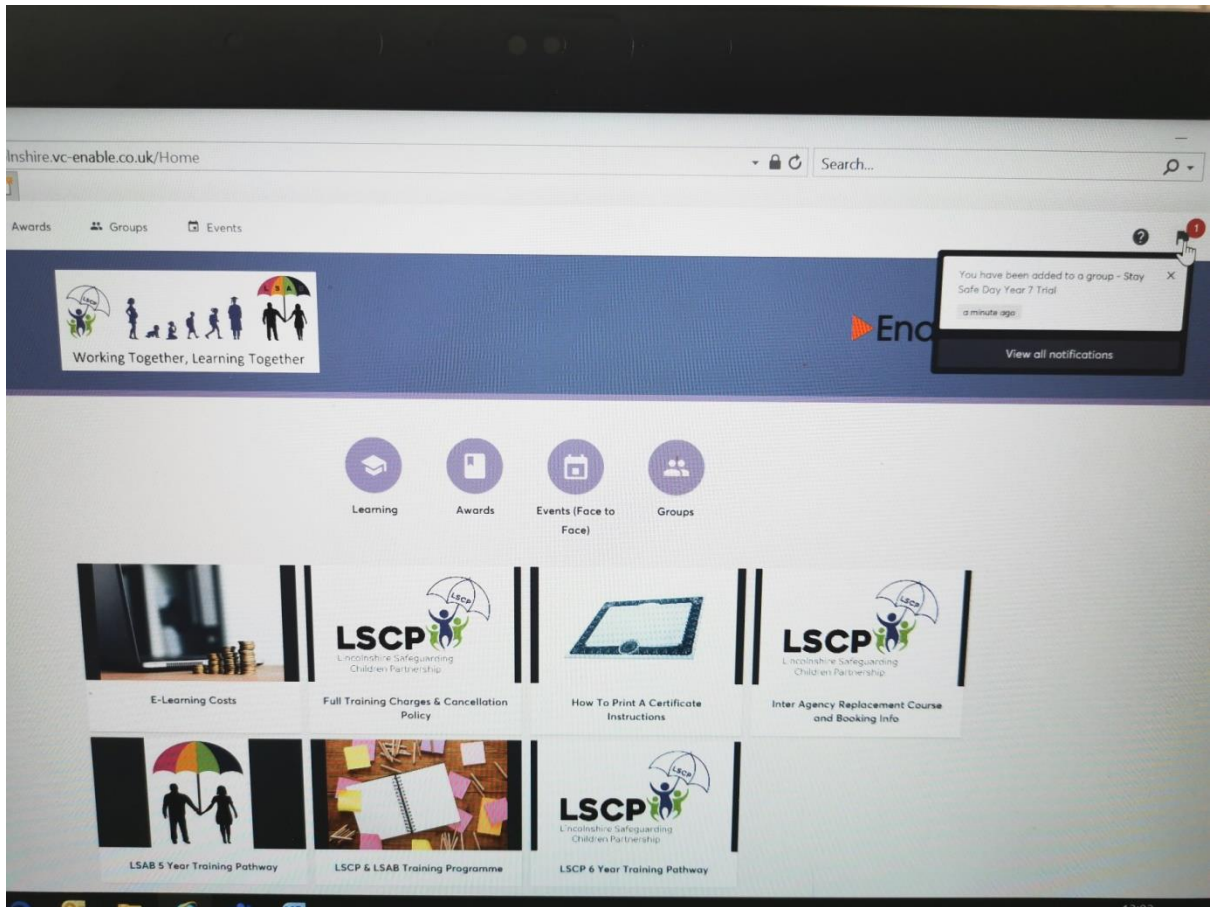 lnshire.vc-enable.co.uk/Home
Search...
Awards
Groups
Events
1
You have been added to a group - Stay
Safe Day Year 7 Trial
a minute ago
View all notifications
LSCP
LSAB
Working Together, Learning Together
Learning
Awards
Events (Face to
Face)
Groups
LSCP
LSCP
Lincolnshire Safeguarding
Children Partnership
LSCP
LSCP
Lincolnshire Safeguarding
Children Partnership
E-Learning Costs
Full Training Charges & Cancellation
Policy
How To Print A Certificate
Instructions
Inter Agency Replacement Course
and Booking Info
LSCP
LSCP
Lincolnshire Safeguarding
Children Partnership
LSAB 5 Year Training Pathway
LSCP & LSAB Training Programme
LSCP 6 Year Training Pathway